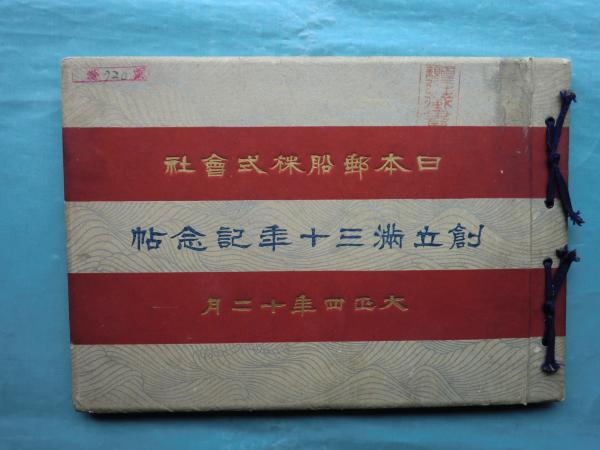 日本郵船株式會社
創立満三十年記念帖
大正四年十二月